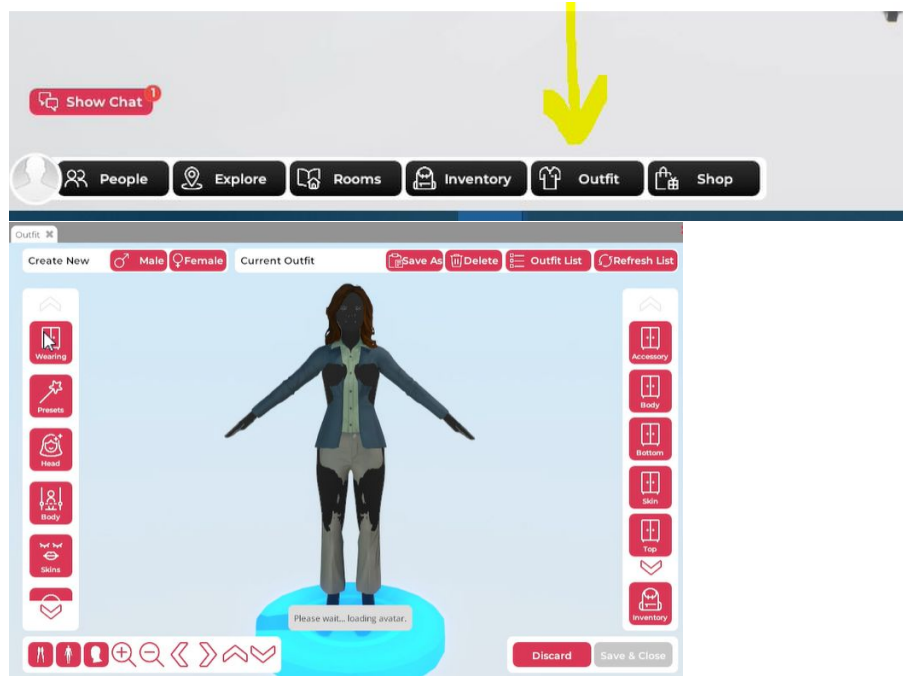 Show Chat 1
People Explore Rooms Inventory Outfit Shop
Outfit
Create New Male Female Current Outfit Save As Delete Outfit List Refresh List
Wearing
Presets
Head
Body
Skins
Accessory
Body
Bottom
Skin
Top
Inventory
Please wait... loading avatar.
Discard Save & Close